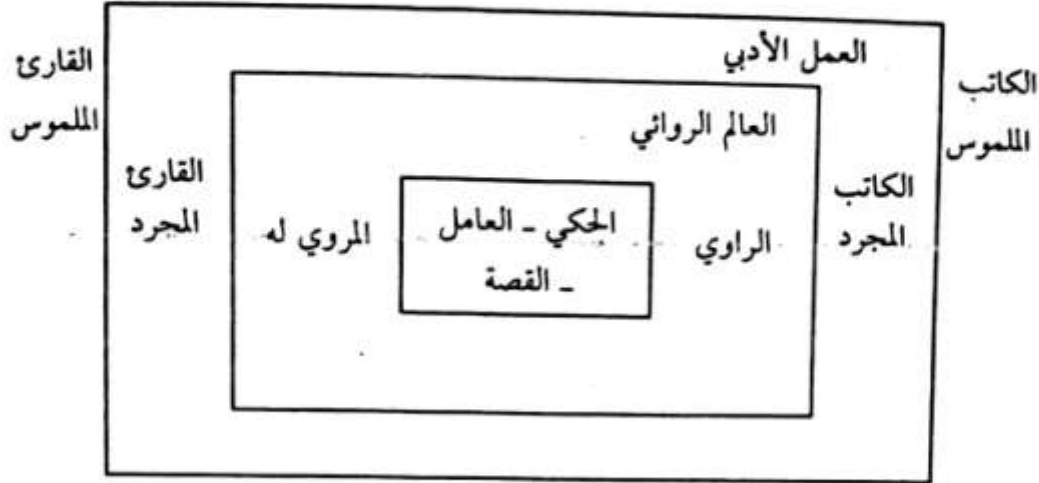 العمل الأدبي
الكاتب
الملموس
القارئ
الملموس
العالم الروائي
الكاتب
المجرد
القارئ
المجرد
الراوي
المروي له
الحكي ـ العامل
ـ القصة